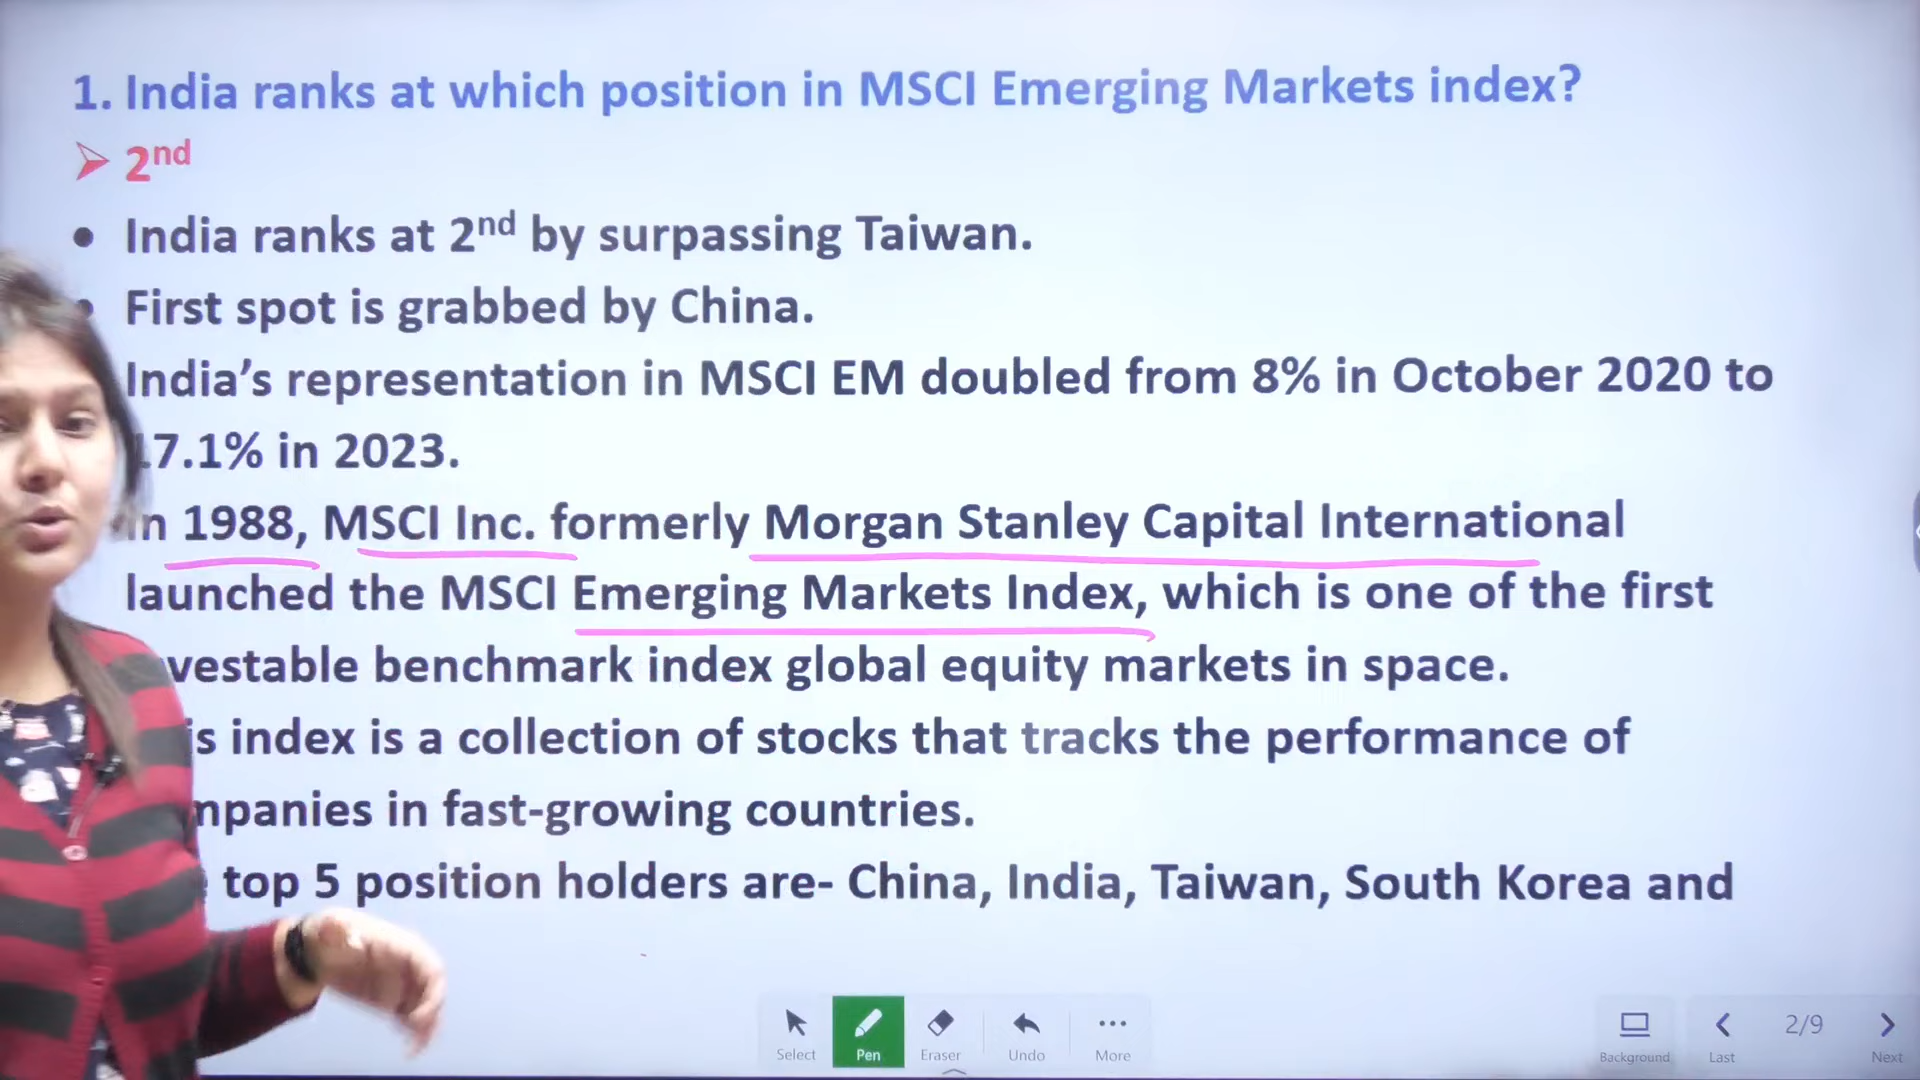 1. India ranks at which position in MSCI Emerging Markets index?
➤ 2nd
• India ranks at 2nd by surpassing Taiwan.
• First spot is grabbed by China.
India's representation in MSCI EM doubled from 8% in October 2020 to
17.1% in 2023.
In 1988, MSCI Inc. formerly Morgan Stanley Capital International
launched the MSCI Emerging Markets Index, which is one of the first
vestable benchmark index global equity markets in space.
is index is a collection of stocks that tracks the performance of
mpanies in fast-growing countries.
top 5 position holders are- China, India, Taiwan, South Korea and
Select Pen Eraser Undo More Background Last 2/9 Next